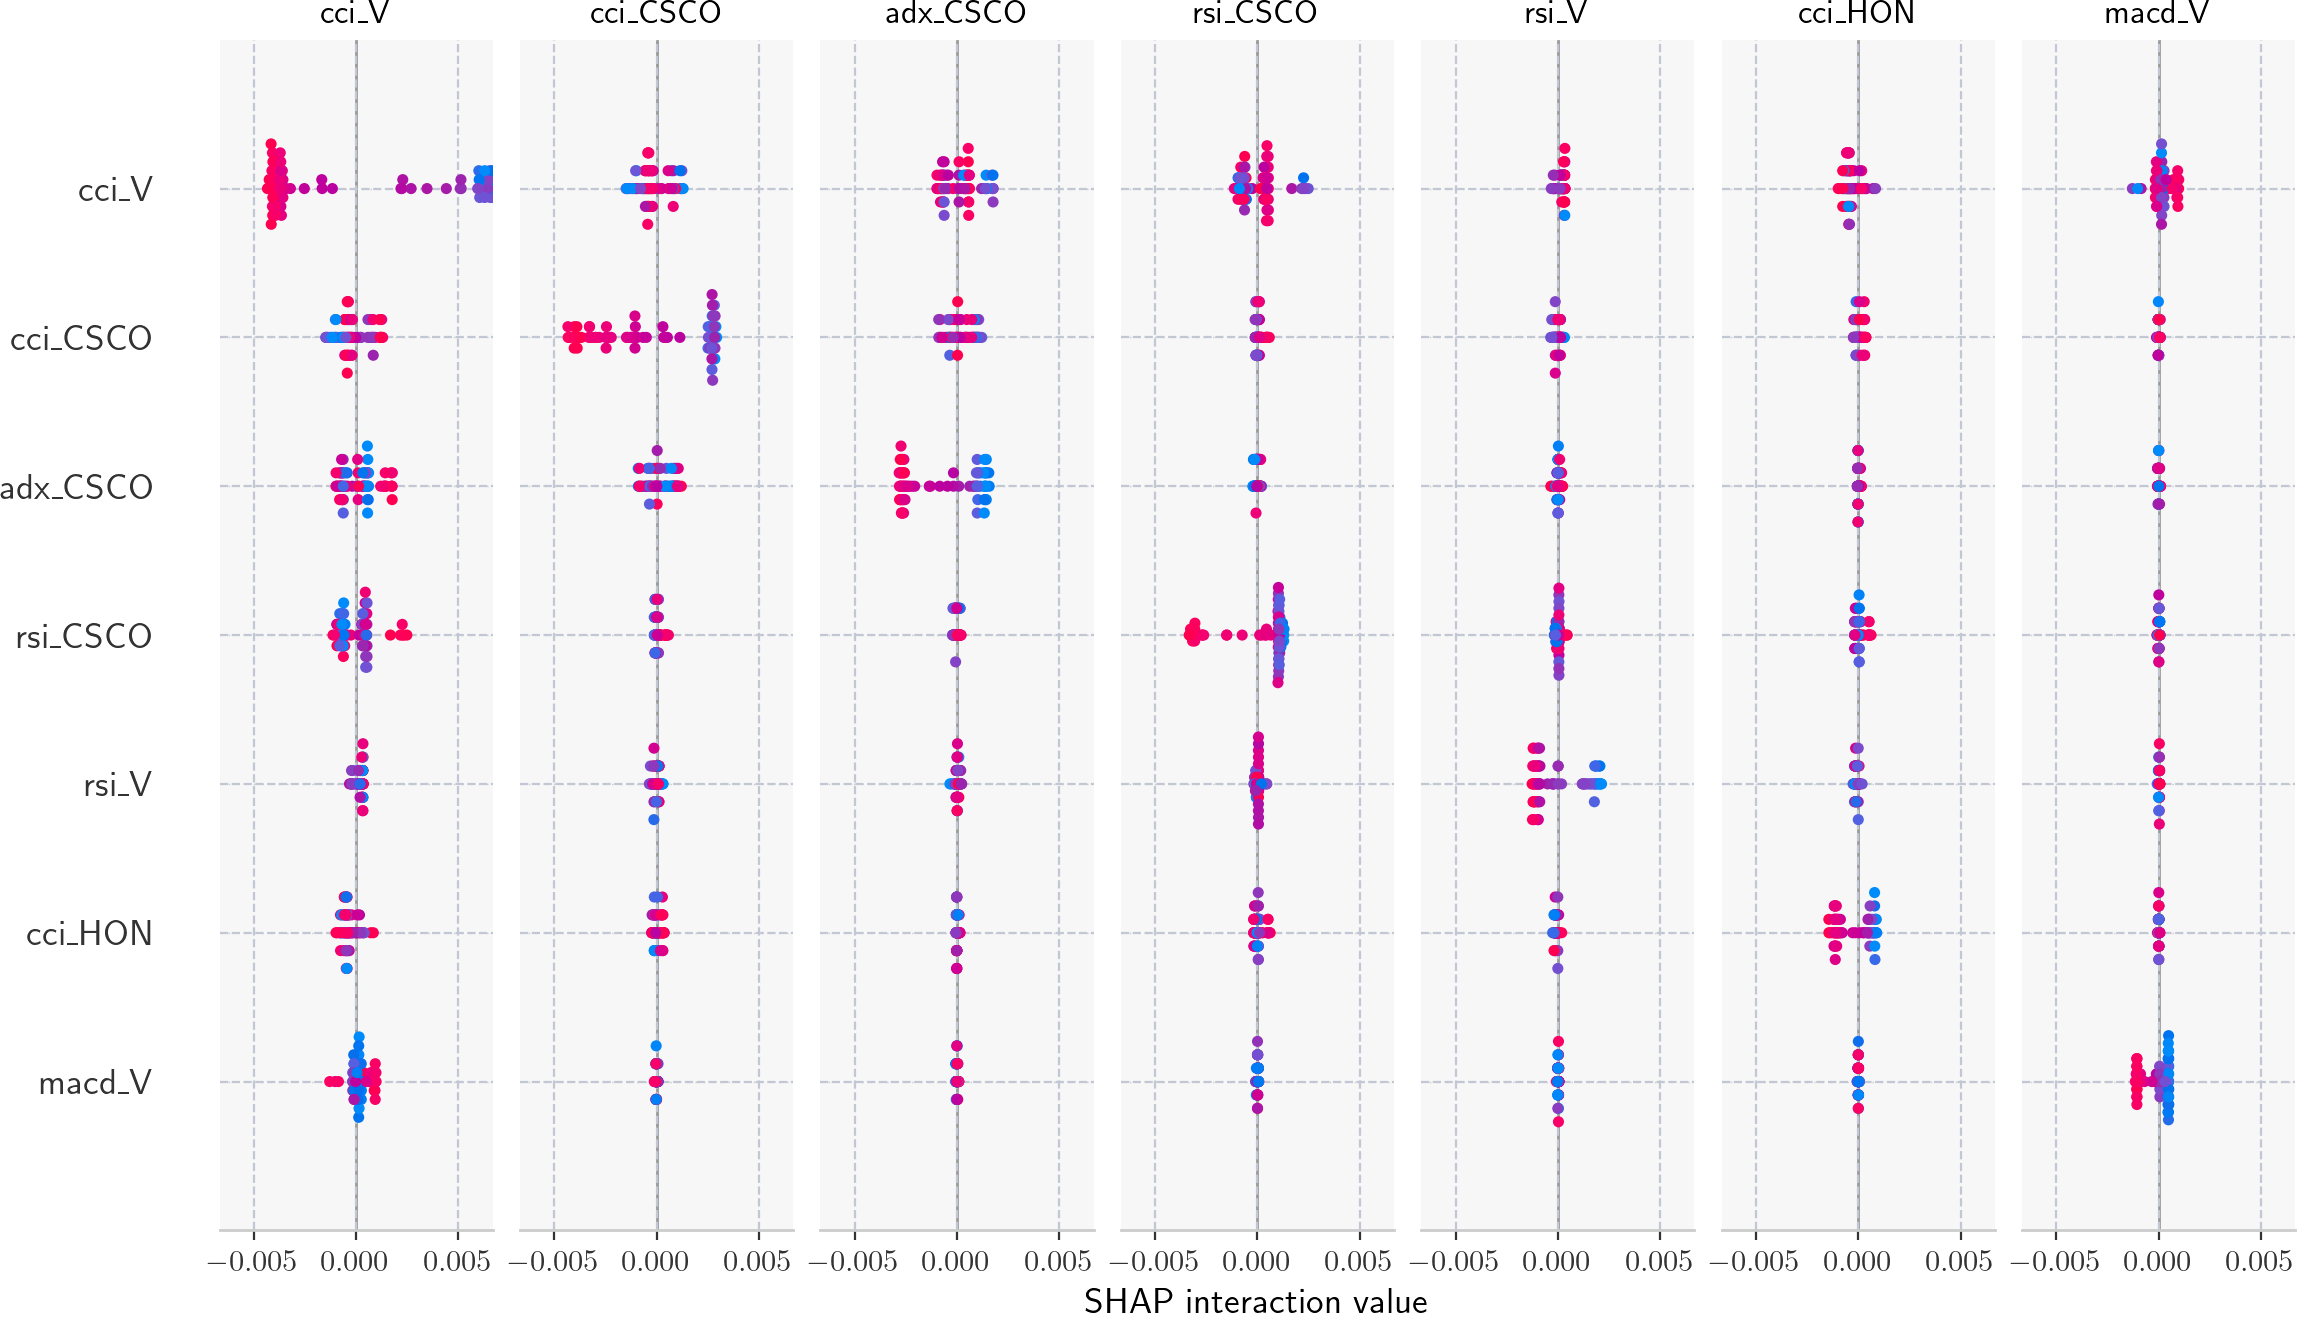 cci_V cci_CSCO adx_CSCO rsi_CSCO rsi_V cci_HON macd_V
cci_V
cci_CSCO
adx_CSCO
rsi_CSCO
rsi_V
cci_HON
macd_V
−0.005 0.000 0.005 −0.005 0.000 0.005 −0.005 0.000 0.005 −0.005 0.000 0.005 −0.005 0.000 0.005 −0.005 0.000 0.005 −0.005 0.000 0.005
SHAP interaction value